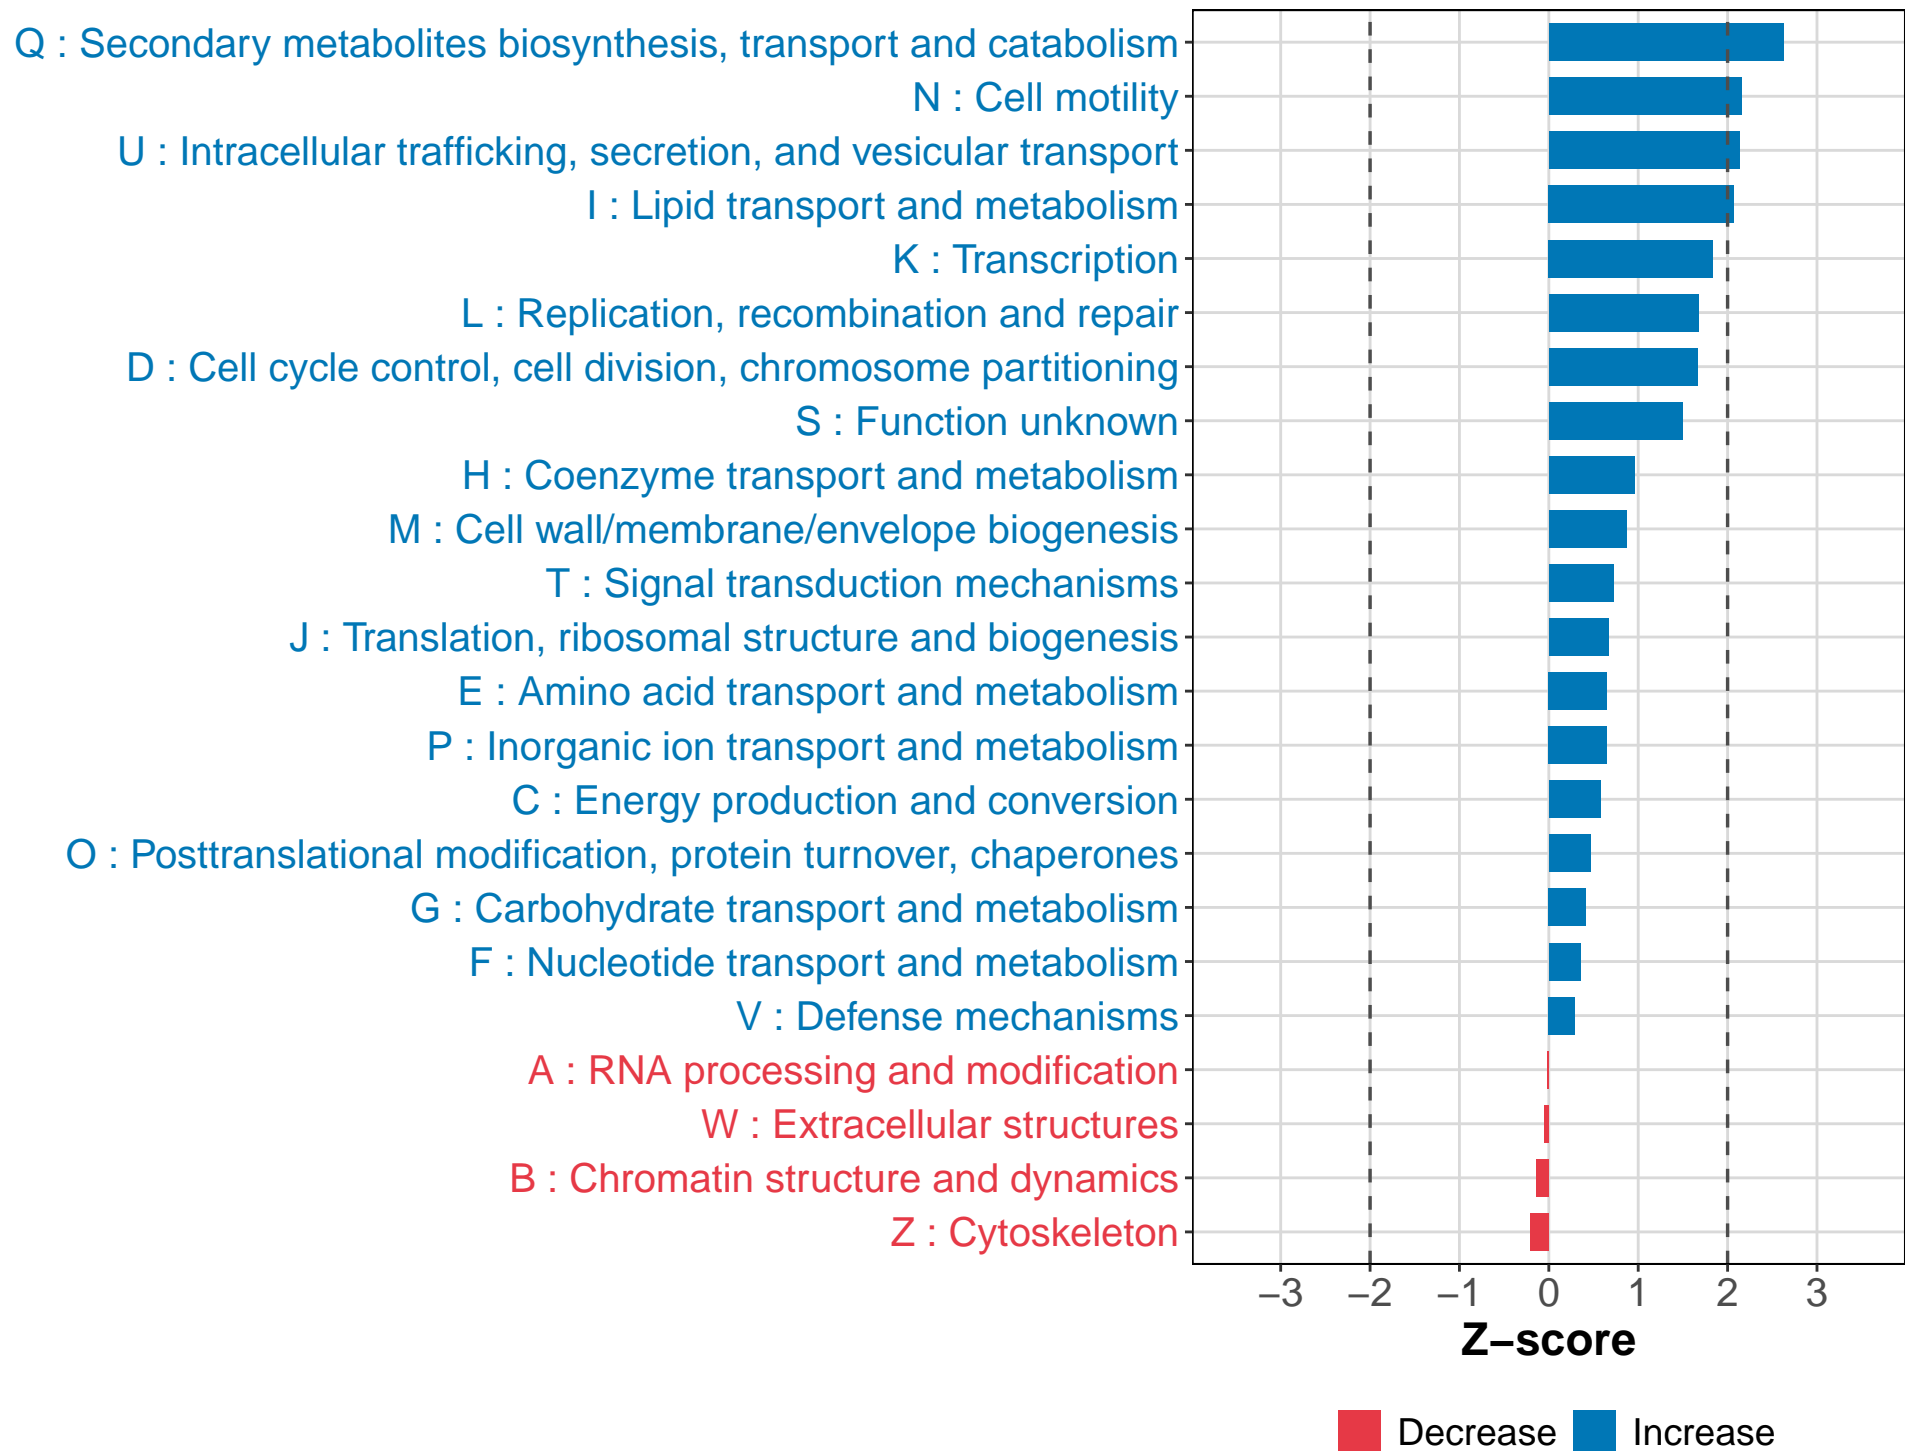 Q : Secondary metabolites biosynthesis, transport and catabolism
N : Cell motility
U : Intracellular trafficking, secretion, and vesicular transport
I : Lipid transport and metabolism
K : Transcription
L : Replication, recombination and repair
D : Cell cycle control, cell division, chromosome partitioning
S : Function unknown
H : Coenzyme transport and metabolism
M : Cell wall/membrane/envelope biogenesis
T : Signal transduction mechanisms
J : Translation, ribosomal structure and biogenesis
E : Amino acid transport and metabolism
P : Inorganic ion transport and metabolism
C : Energy production and conversion
O : Posttranslational modification, protein turnover, chaperones
G : Carbohydrate transport and metabolism
F : Nucleotide transport and metabolism
V : Defense mechanisms
A : RNA processing and modification
W : Extracellular structures
B : Chromatin structure and dynamics
Z : Cytoskeleton
−3 −2 −1 0 1 2 3
Z−score
Decrease Increase